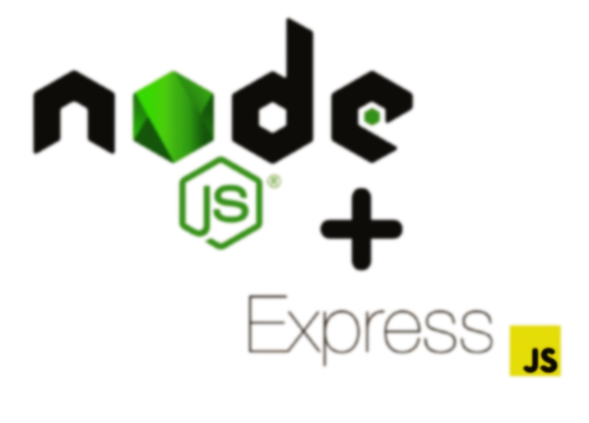 node
JS ®
+
Express JS